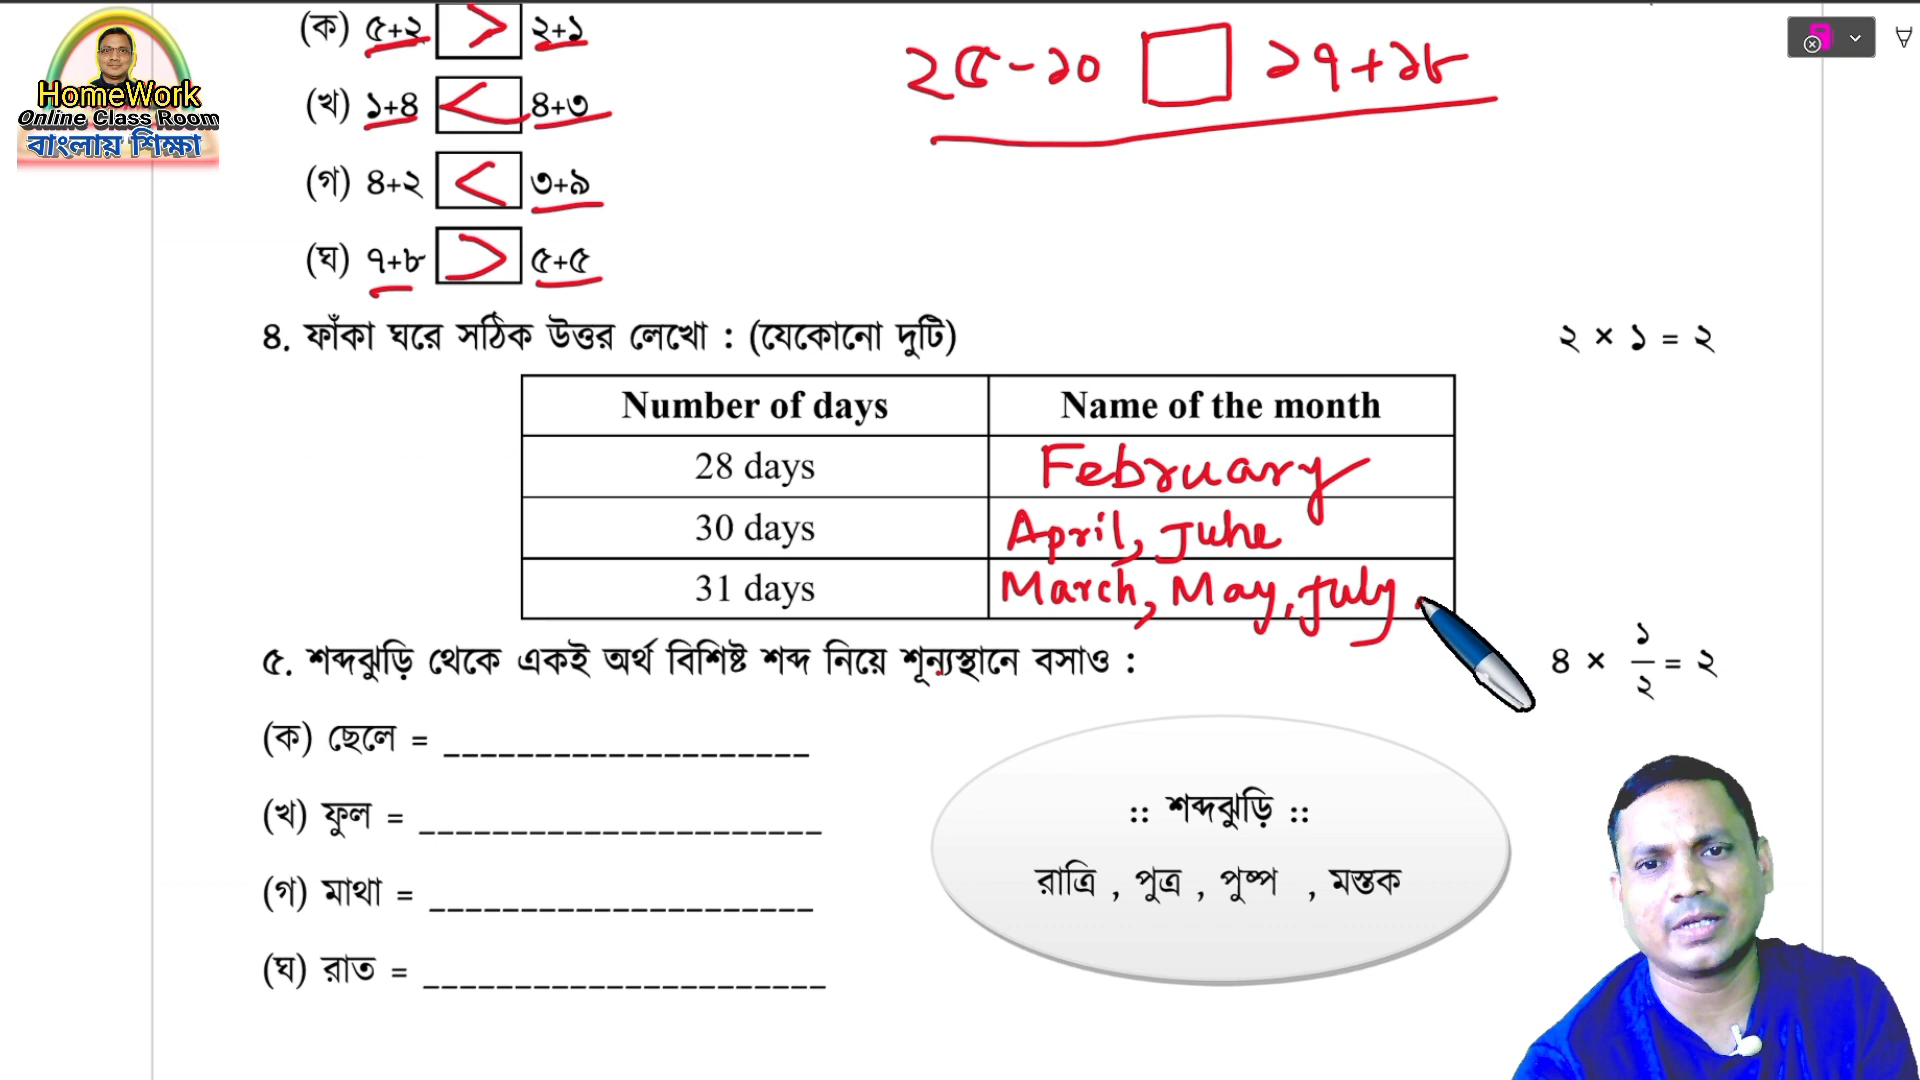 HomeWork
Online Class Room
বাংলায় শিক্ষা
(ক) ৫+২ > ২+১
২৫-১০ ১৭+১৮
(খ) ১+৪ < ৪+৩
(গ) ৪+২ < ৩+৯
(ঘ) ৭+৮ > ৫+৫
৪. ফাঁকা ঘরে সঠিক উত্তর লেখো : (যেকোনো দুটি) ২ × ১ = ২
Number of days Name of the month
28 days February
30 days April, June
31 days March, May, July
৫. শব্দঝুড়ি থেকে একই অর্থ বিশিষ্ট শব্দ নিয়ে শূন্যস্থানে বসাও : ৪ × ১/২ = ২
(ক) ছেলে = ____________________
(খ) ফুল = ______________________
(গ) মাথা = _____________________
(ঘ) রাত = ______________________
:: শব্দঝুড়ি ::
রাত্রি , পুত্র , পুষ্প , মস্তক